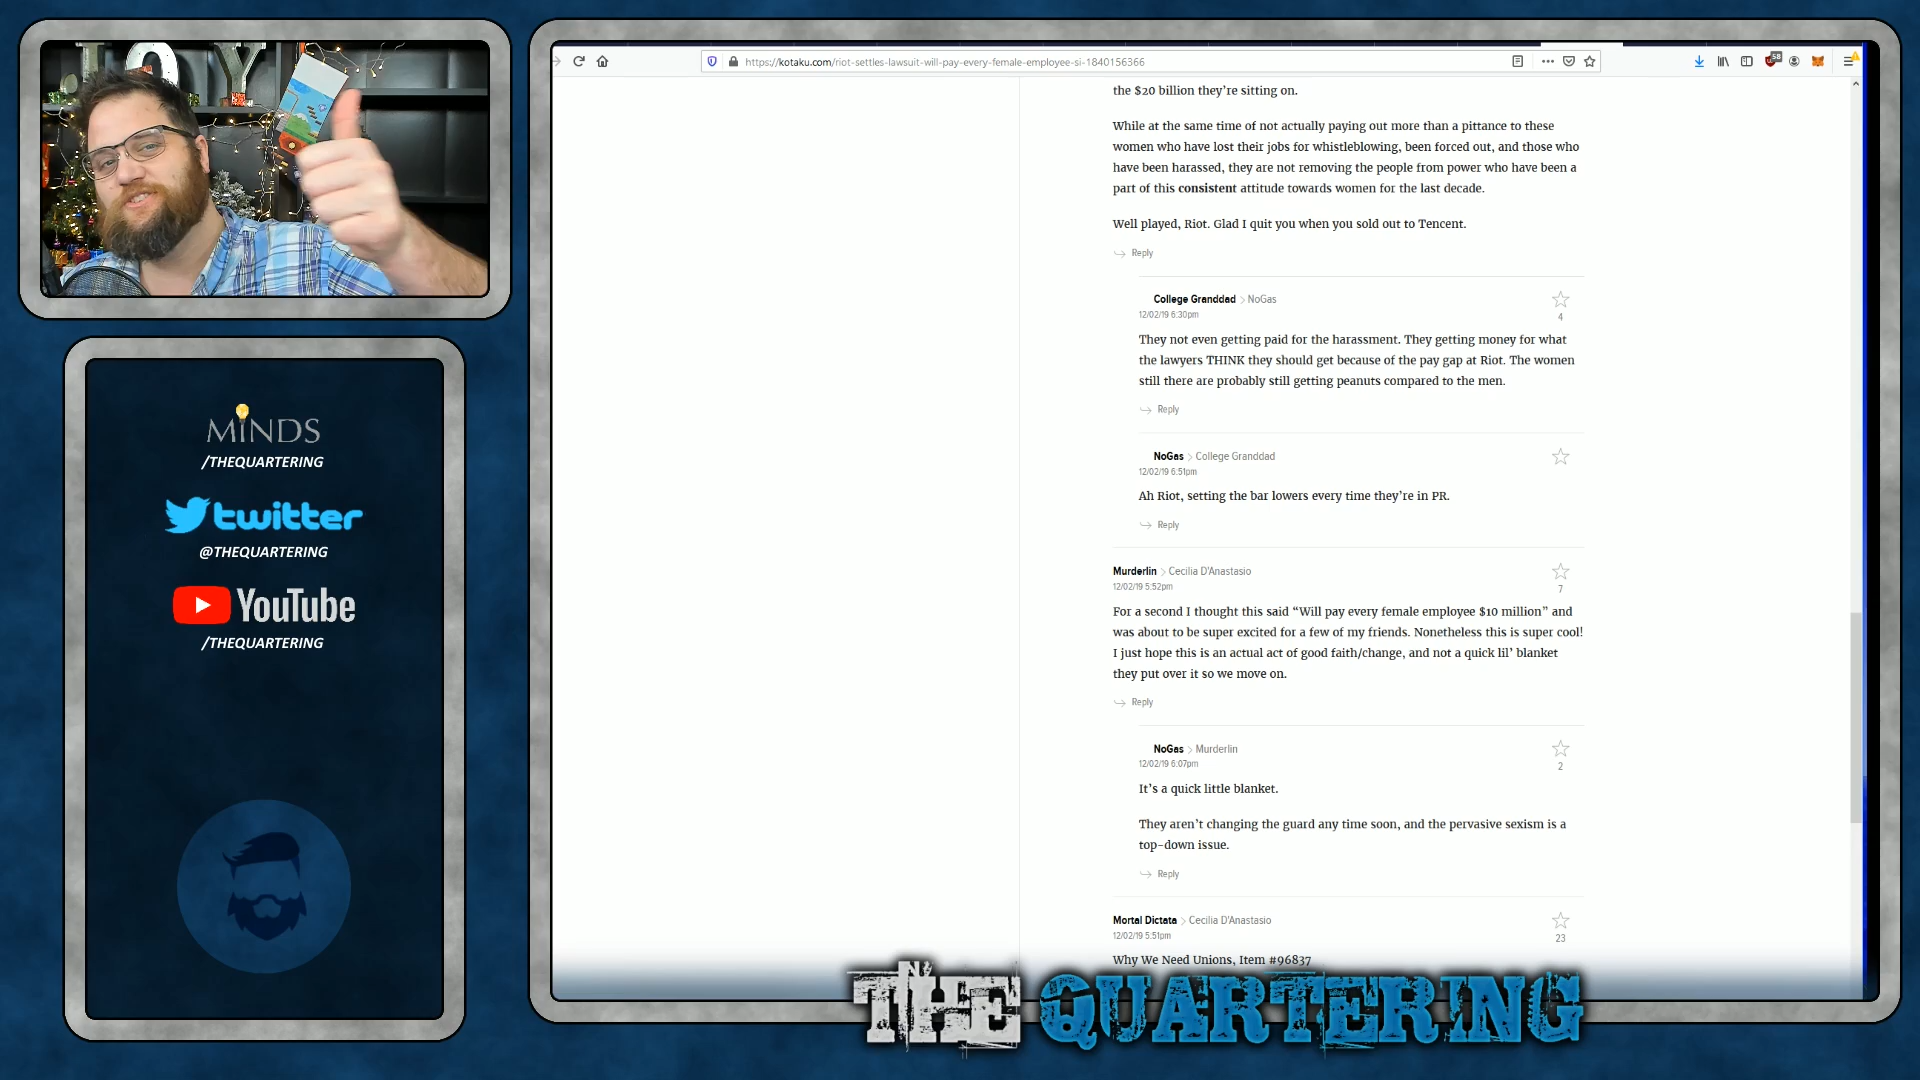 JOY
MINDS
/THEQUARTERING
twitter
@THEQUARTERING
YouTube
/THEQUARTERING
https://kotaku.com/riot-settles-lawsuit-will-pay-every-female-employee-si-1840156366
the $20 billion they're sitting on.
While at the same time of not actually paying out more than a pittance to these
women who have lost their jobs for whistleblowing, been forced out, and those who
have been harassed, they are not removing the people from power who have been a
part of this consistent attitude towards women for the last decade.
Well played, Riot. Glad I quit you when you sold out to Tencent.
Reply
College Granddad > NoGas
12/02/19 6:30pm
4
They not even getting paid for the harassment. They getting money for what
the lawyers THINK they should get because of the pay gap at Riot. The women
still there are probably still getting peanuts compared to the men.
Reply
NoGas > College Granddad
12/02/19 6:51pm
Ah Riot, setting the bar lowers every time they're in PR.
Reply
Murderlin > Cecilia D'Anastasio
12/02/19 5:52pm
7
For a second I thought this said “Will pay every female employee $10 million” and
was about to be super excited for a few of my friends. Nonetheless this is super cool!
I just hope this is an actual act of good faith/change, and not a quick lil' blanket
they put over it so we move on.
Reply
NoGas > Murderlin
12/02/19 6:07pm
2
It's a quick little blanket.
They aren't changing the guard any time soon, and the pervasive sexism is a
top-down issue.
Reply
Mortal Dictata > Cecilia D'Anastasio
12/02/19 5:51pm
23
Why We Need Unions, Item #96837
THE QUARTERING